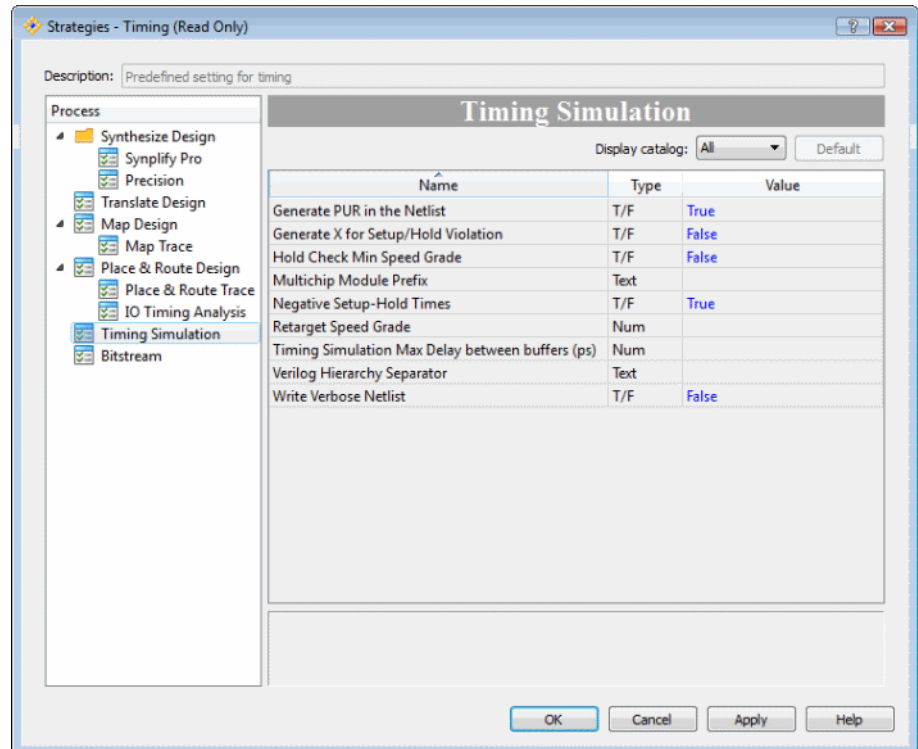 Strategies - Timing (Read Only)
Description: Predefined setting for timing
Process
Synthesize Design
Synplify Pro
Precision
Translate Design
Map Design
Map Trace
Place & Route Design
Place & Route Trace
IO Timing Analysis
Timing Simulation
Bitstream
Timing Simulation
Display catalog: All Default
Name Type Value
Generate PUR in the Netlist T/F True
Generate X for Setup/Hold Violation T/F False
Hold Check Min Speed Grade T/F False
Multichip Module Prefix Text
Negative Setup-Hold Times T/F True
Retarget Speed Grade Num
Timing Simulation Max Delay between buffers (ps) Num
Verilog Hierarchy Separator Text
Write Verbose Netlist T/F False
OK Cancel Apply Help